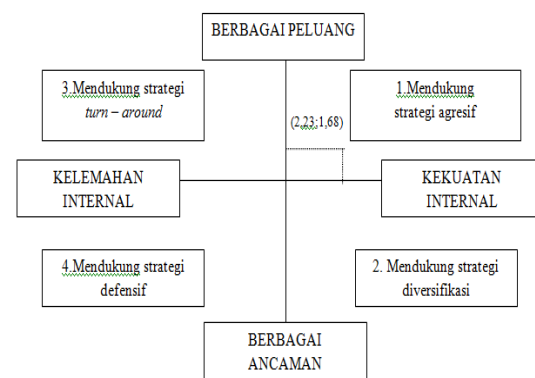 BERBAGAI PELUANG
3.Mendukung strategi
turn – around
1.Mendukung
strategi agresif
(2,23;1,68)
KELEMAHAN
INTERNAL
KEKUATAN
INTERNAL
4.Mendukung strategi
defensif
2. Mendukung strategi
diversifikasi
BERBAGAI
ANCAMAN